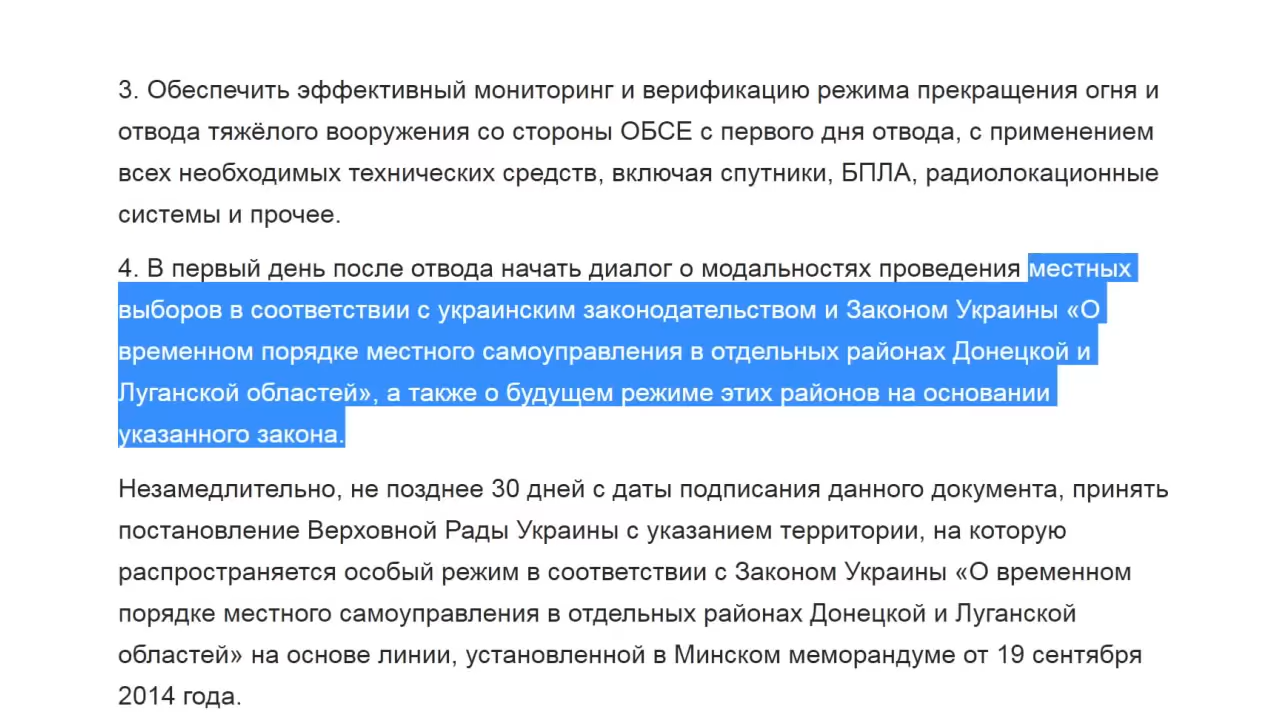 3. Обеспечить эффективный мониторинг и верификацию режима прекращения огня и
отвода тяжёлого вооружения со стороны ОБСЕ с первого дня отвода, с применением
всех необходимых технических средств, включая спутники, БПЛА, радиолокационные
системы и прочее.
4. В первый день после отвода начать диалог о модальностях проведения местных
выборов в соответствии с украинским законодательством и Законом Украины «О
временном порядке местного самоуправления в отдельных районах Донецкой и
Луганской областей», а также о будущем режиме этих районов на основании
указанного закона.
Незамедлительно, не позднее 30 дней с даты подписания данного документа, принять
постановление Верховной Рады Украины с указанием территории, на которую
распространяется особый режим в соответствии с Законом Украины «О временном
порядке местного самоуправления в отдельных районах Донецкой и Луганской
областей» на основе линии, установленной в Минском меморандуме от 19 сентября
2014 года.